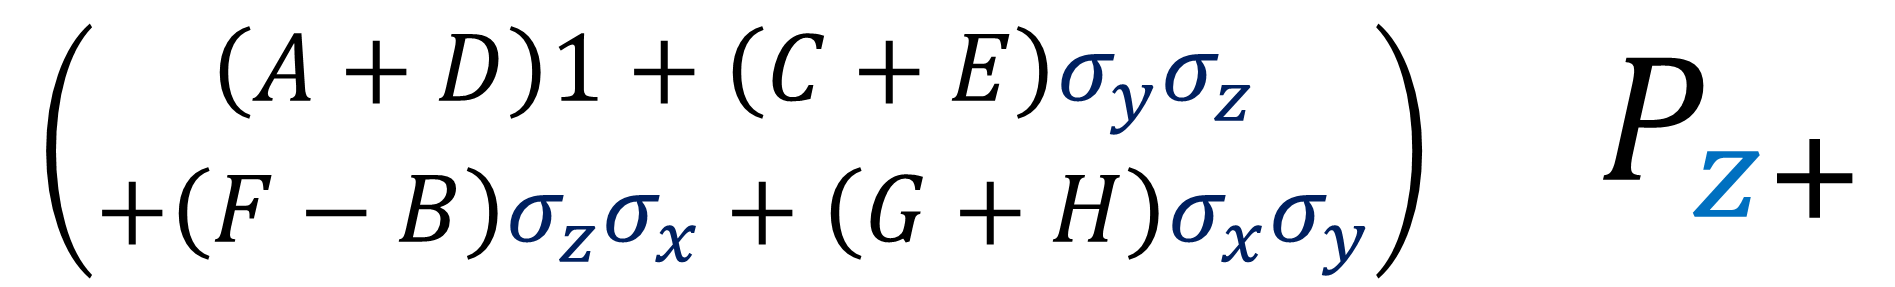 (A + D)1 + (C + E)σ_yσ_z
+(F − B)σ_zσ_x + (G + H)σ_xσ_y
P_z+